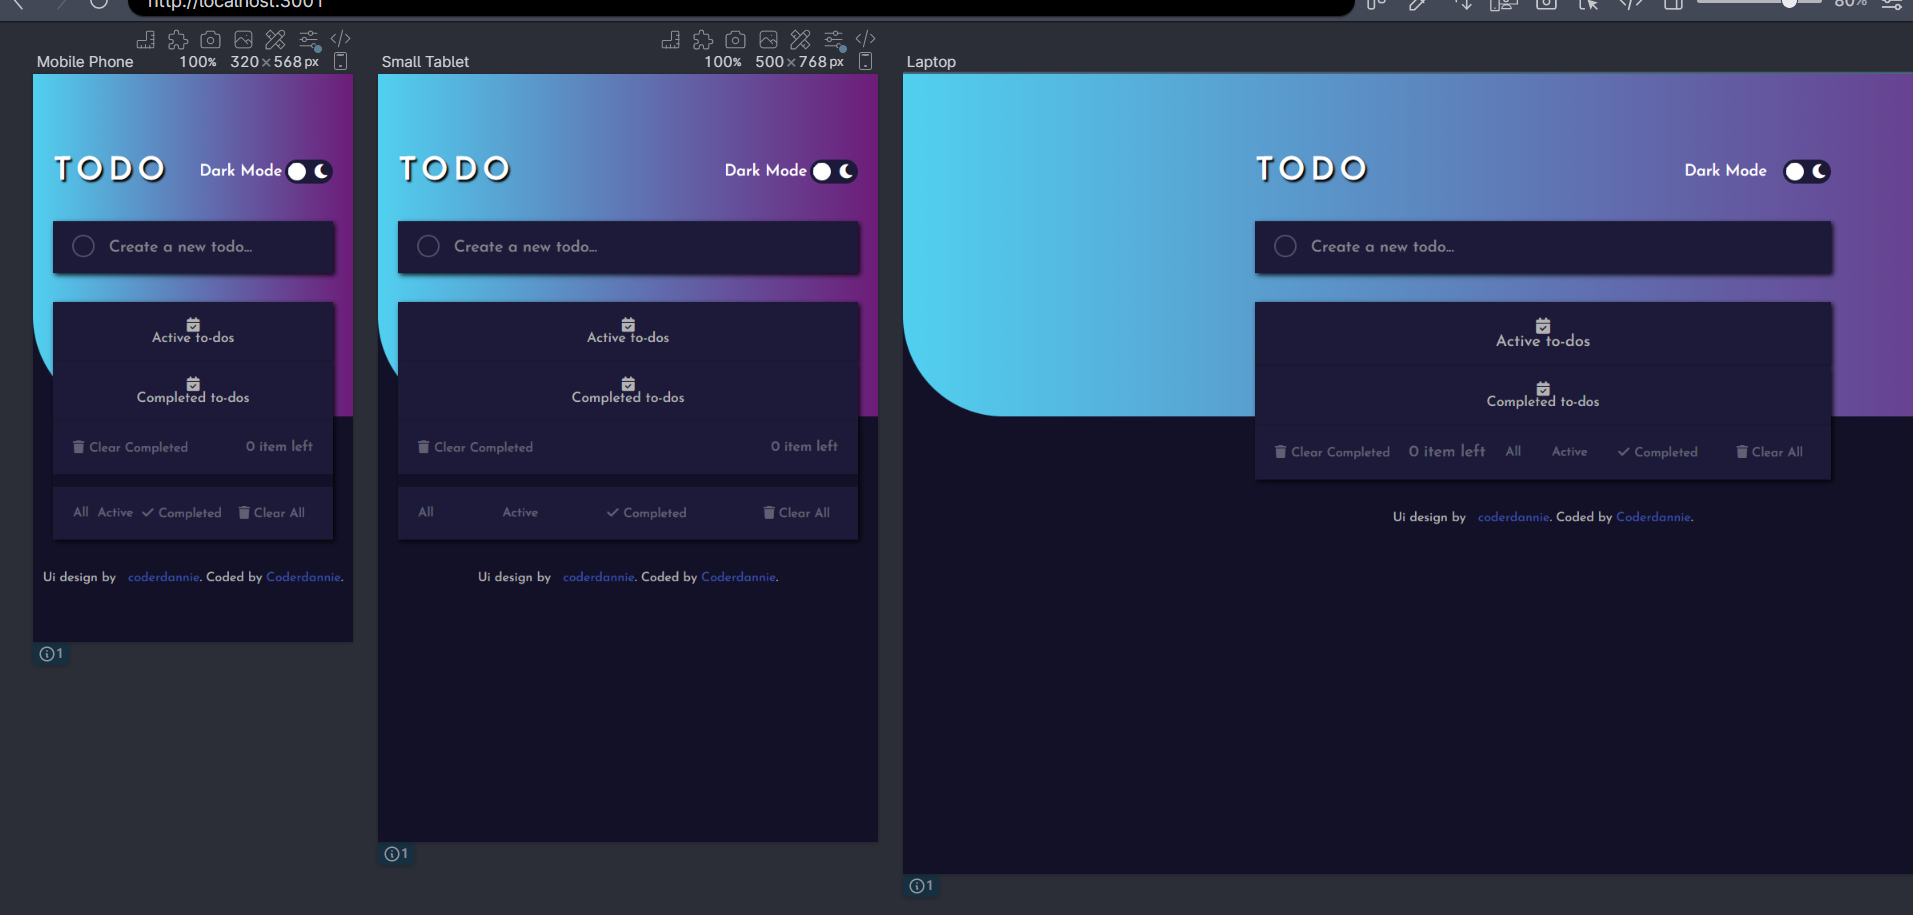 http://localhost:3001
80%
Mobile Phone 100% 320×568 px
TODO Dark Mode
Create a new todo...
Active to-dos
Completed to-dos
Clear Completed 0 item left
All Active Completed Clear All
Ui design by coderdannie. Coded by Coderdannie.
1
Small Tablet 100% 500×768 px
TODO Dark Mode
Create a new todo...
Active to-dos
Completed to-dos
Clear Completed 0 item left
All Active Completed Clear All
Ui design by coderdannie. Coded by Coderdannie.
1
Laptop
TODO Dark Mode
Create a new todo...
Active to-dos
Completed to-dos
Clear Completed 0 item left All Active Completed Clear All
Ui design by coderdannie. Coded by Coderdannie.
1